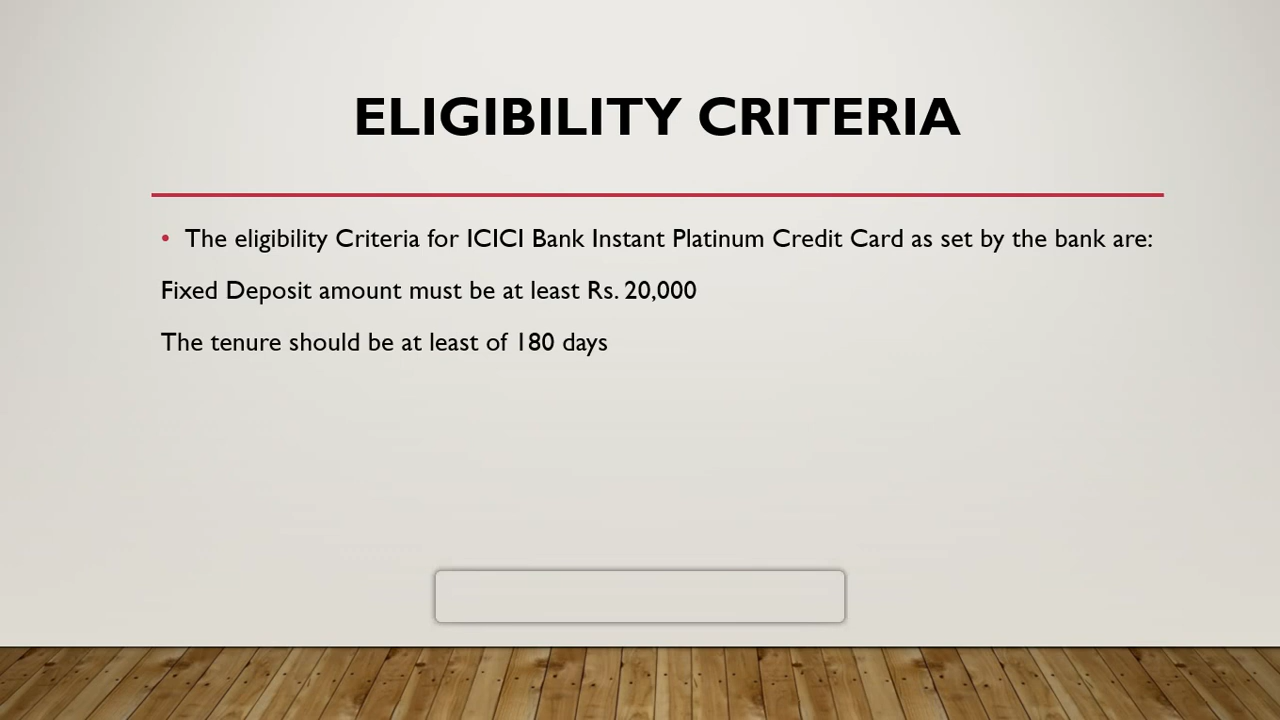 ELIGIBILITY CRITERIA
• The eligibility Criteria for ICICI Bank Instant Platinum Credit Card as set by the bank are:
Fixed Deposit amount must be at least Rs. 20,000
The tenure should be at least of 180 days